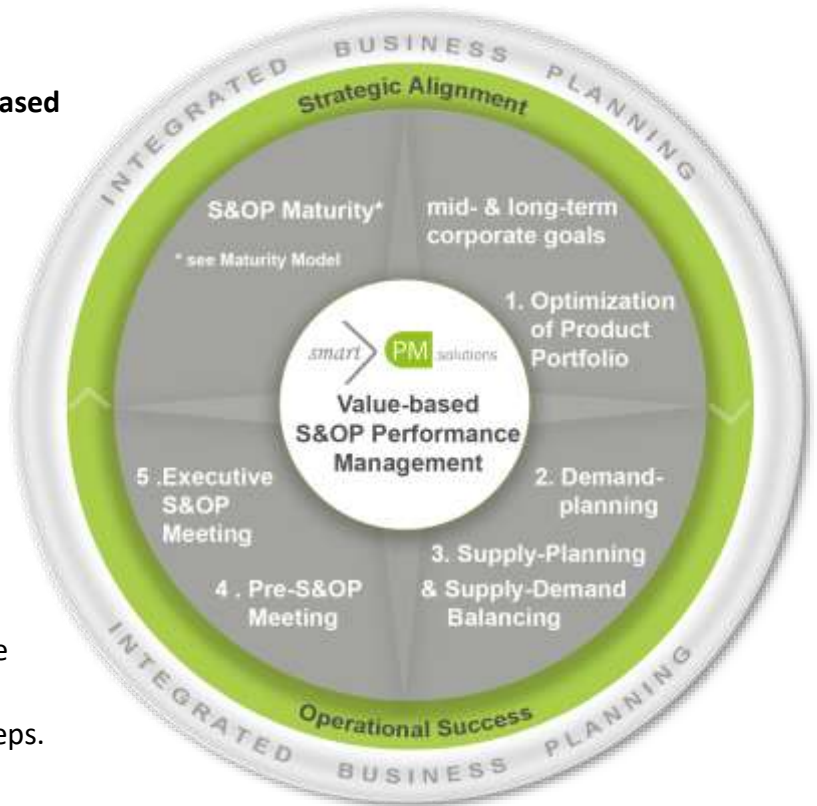 ased
INTEGRATED BUSINESS PLANNING
Strategic Alignment
S&OP Maturity*
* see Maturity Model
mid- & long-term
corporate goals
1. Optimization
of Product
Portfolio
smart PM solutions
Value-based
S&OP Performance
Management
2. Demand-
planning
3. Supply-Planning
& Supply-Demand
Balancing
4 . Pre-S&OP
Meeting
5 .Executive
S&OP
Meeting
Operational Success
INTEGRATED BUSINESS PLANNING
e
eps.